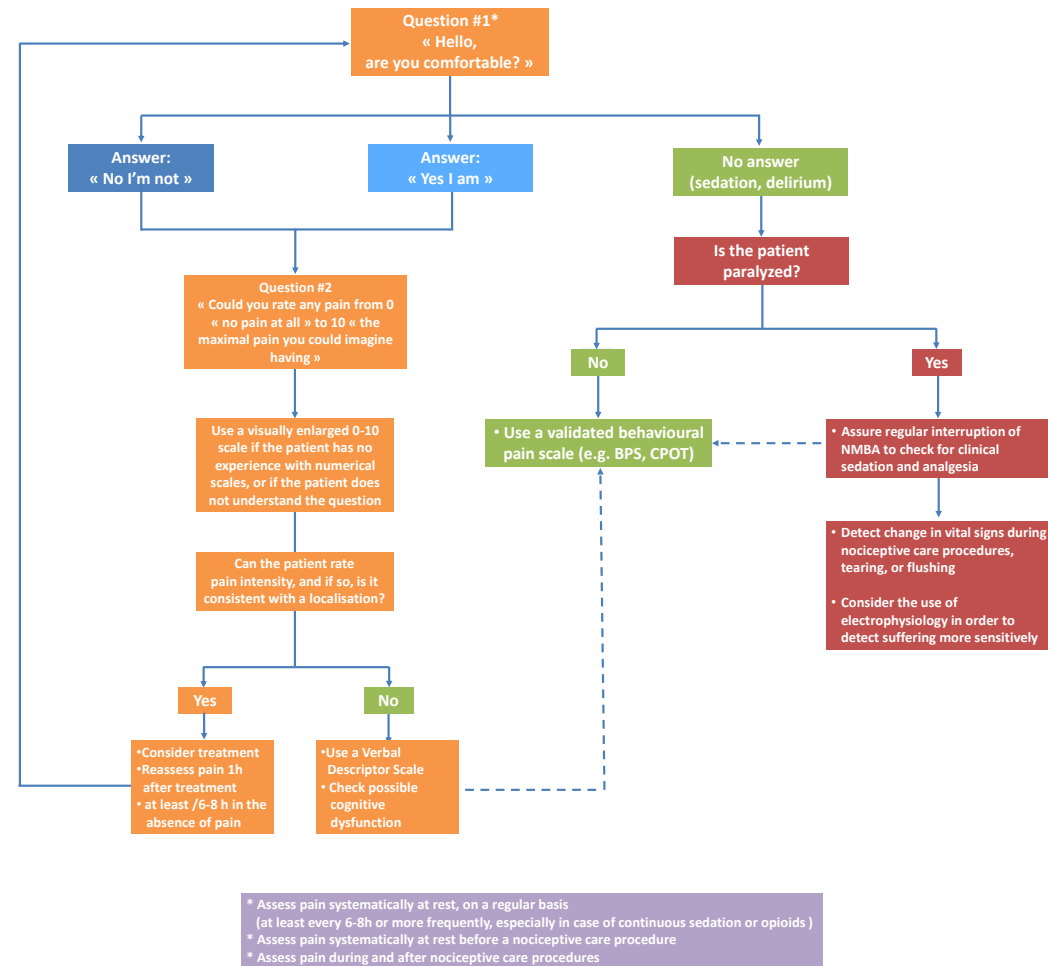 Question #1*
« Hello,
are you comfortable? »
Answer:
« No I'm not »
Answer:
« Yes I am »
No answer
(sedation, delirium)
Is the patient
paralyzed?
Question #2
« Could you rate any pain from 0
« no pain at all » to 10 « the
maximal pain you could imagine
having »
No
Yes
Use a visually enlarged 0-10
scale if the patient has no
experience with numerical
scales, or if the patient does
not understand the question
• Use a validated behavioural
pain scale (e.g. BPS, CPOT)
• Assure regular interruption of
NMBA to check for clinical
sedation and analgesia
• Detect change in vital signs during
nociceptive care procedures,
tearing, or flushing
• Consider the use of
electrophysiology in order to
detect suffering more sensitively
Can the patient rate
pain intensity, and if so, is it
consistent with a localisation?
Yes
No
•Consider treatment
•Reassess pain 1h
after treatment
• at least /6-8 h in the
absence of pain
•Use a Verbal
Descriptor Scale
• Check possible
cognitive
dysfunction
* Assess pain systematically at rest, on a regular basis
(at least every 6-8h or more frequently, especially in case of continuous sedation or opioids )
* Assess pain systematically at rest before a nociceptive care procedure
* Assess pain during and after nociceptive care procedures